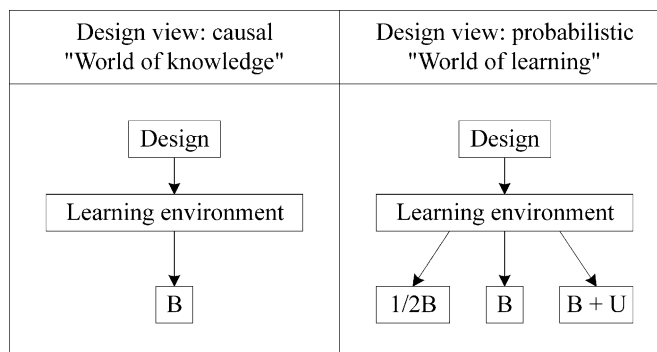 Design view: causal
"World of knowledge"
Design view: probabilistic
"World of learning"
Design
Learning environment
B
Design
Learning environment
1/2B
B
B + U